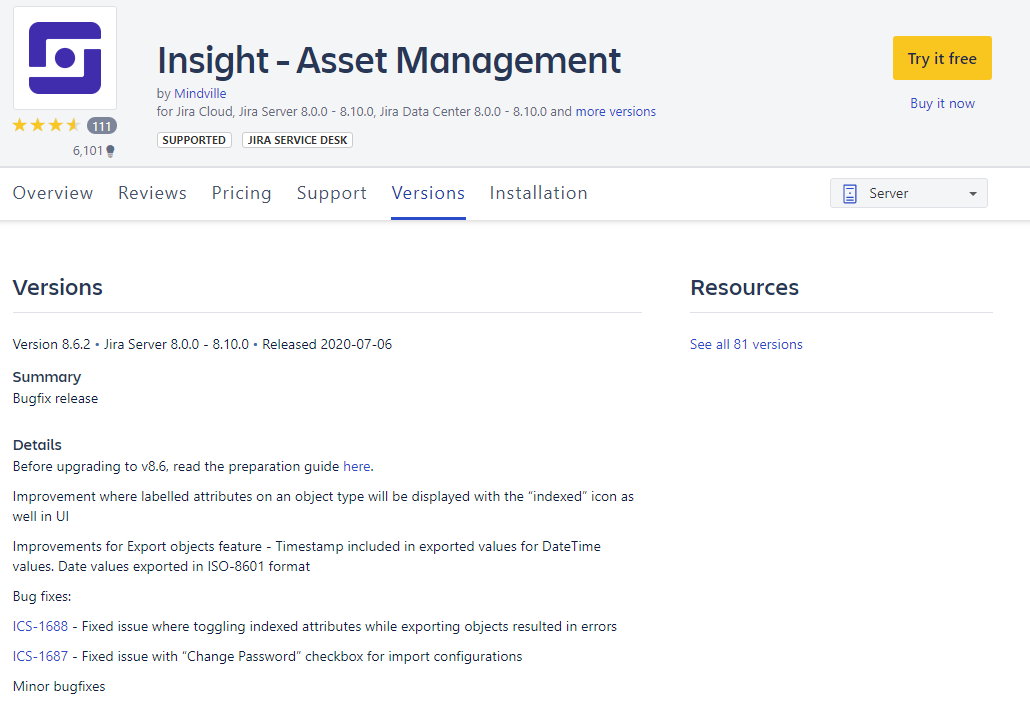 Insight - Asset Management
by Mindville
for Jira Cloud, Jira Server 8.0.0 - 8.10.0, Jira Data Center 8.0.0 - 8.10.0 and more versions
SUPPORTED JIRA SERVICE DESK
111
6,101
Try it free
Buy it now
Overview Reviews Pricing Support Versions Installation
Server
Versions
Version 8.6.2 • Jira Server 8.0.0 - 8.10.0 • Released 2020-07-06
Summary
Bugfix release
Details
Before upgrading to v8.6, read the preparation guide here.
Improvement where labelled attributes on an object type will be displayed with the “indexed” icon as
well in UI
Improvements for Export objects feature - Timestamp included in exported values for DateTime
values. Date values exported in ISO-8601 format
Bug fixes:
ICS-1688 - Fixed issue where toggling indexed attributes while exporting objects resulted in errors
ICS-1687 - Fixed issue with “Change Password” checkbox for import configurations
Minor bugfixes
Resources
See all 81 versions